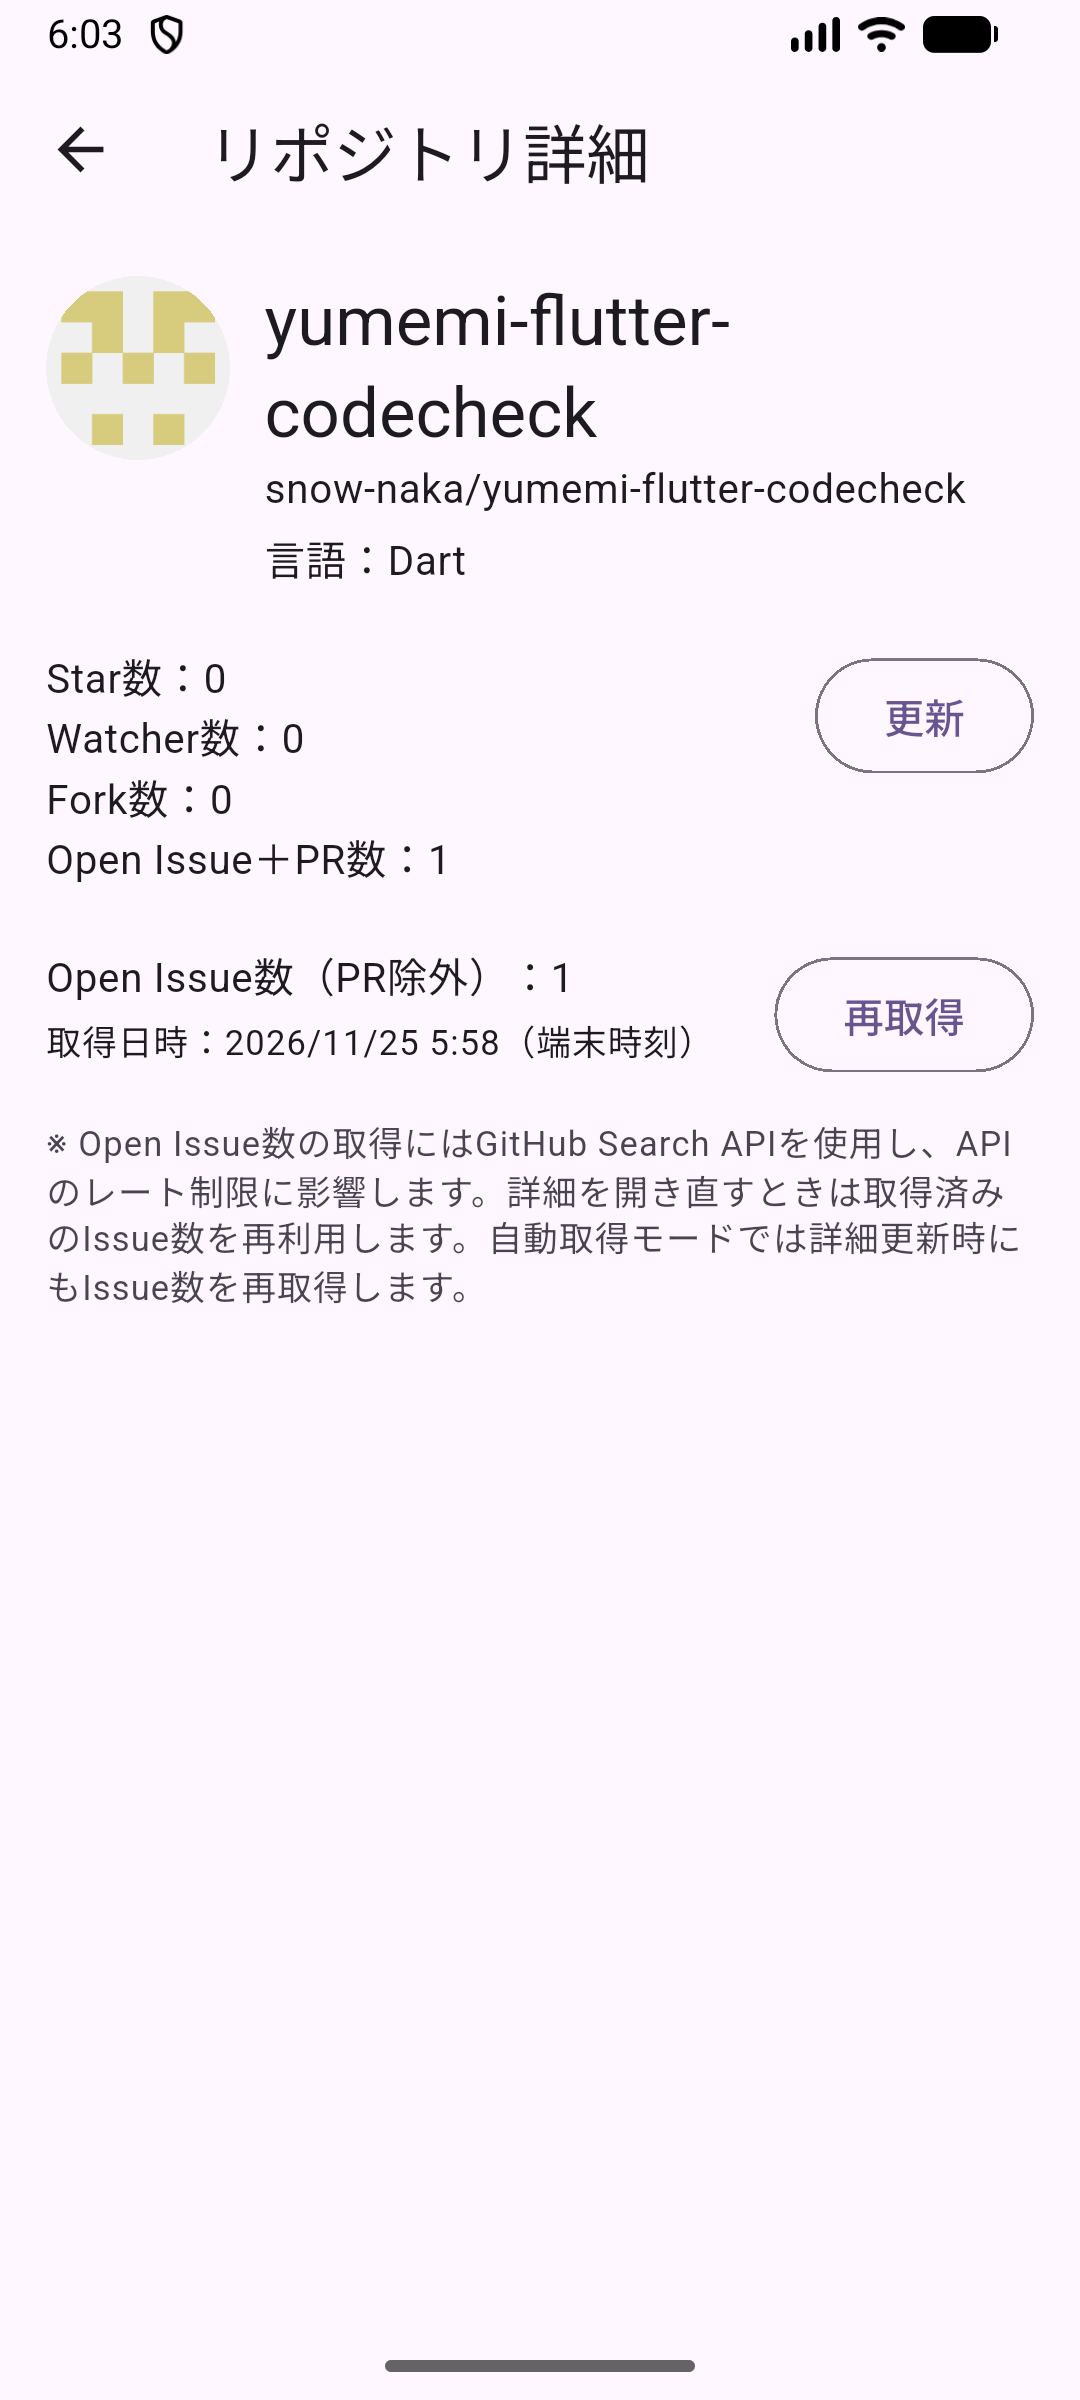 6:03
リポジトリ詳細
yumemi-flutter-
codecheck
snow-naka/yumemi-flutter-codecheck
言語：Dart
Star数：0
Watcher数：0
Fork数：0
Open Issue＋PR数：1
更新
Open Issue数（PR除外）：1
取得日時：2026/11/25 5:58（端末時刻）
再取得
※ Open Issue数の取得にはGitHub Search APIを使用し、API
のレート制限に影響します。詳細を開き直すときは取得済み
のIssue数を再利用します。自動取得モードでは詳細更新時に
もIssue数を再取得します。